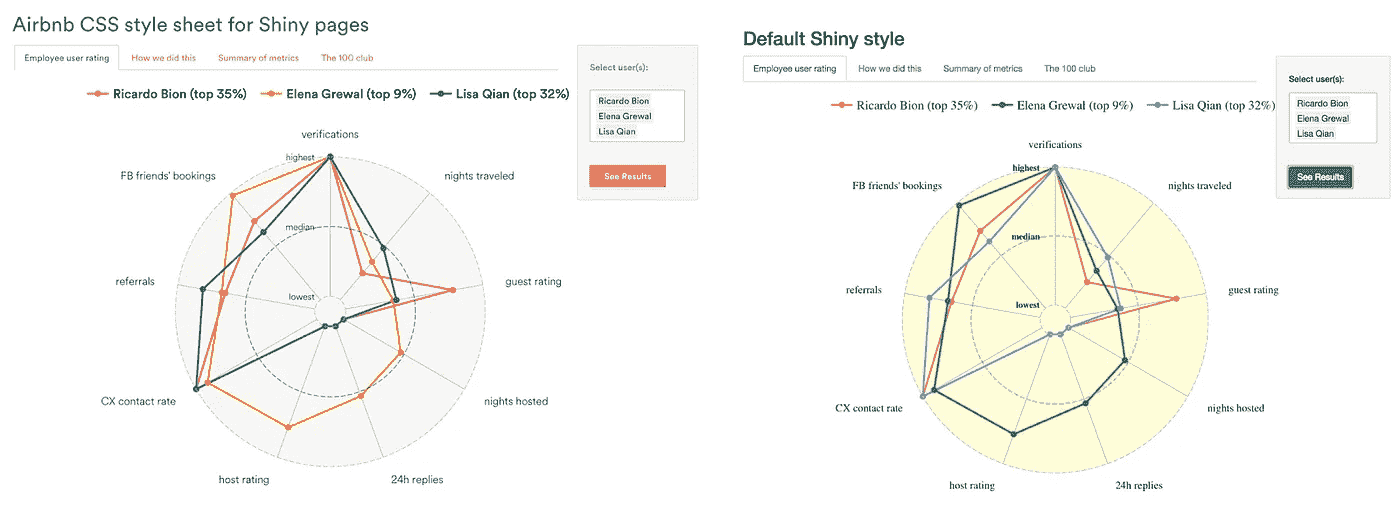 Airbnb CSS style sheet for Shiny pages
Employee user rating How we did this Summary of metrics The 100 club
Ricardo Bion (top 35%) Elena Grewal (top 9%) Lisa Qian (top 32%)
Select user(s):
Ricardo Bion
Elena Grewal
Lisa Qian
See Results
verifications
highest
FB friends' bookings
nights traveled
median
referrals
guest rating
lowest
CX contact rate
nights hosted
host rating
24h replies
Default Shiny style
Employee user rating How we did this Summary of metrics The 100 club
Ricardo Bion (top 35%) Elena Grewal (top 9%) Lisa Qian (top 32%)
Select user(s):
Ricardo Bion
Elena Grewal
Lisa Qian
See Results
verifications
highest
FB friends' bookings
nights traveled
median
referrals
guest rating
lowest
CX contact rate
nights hosted
host rating
24h replies